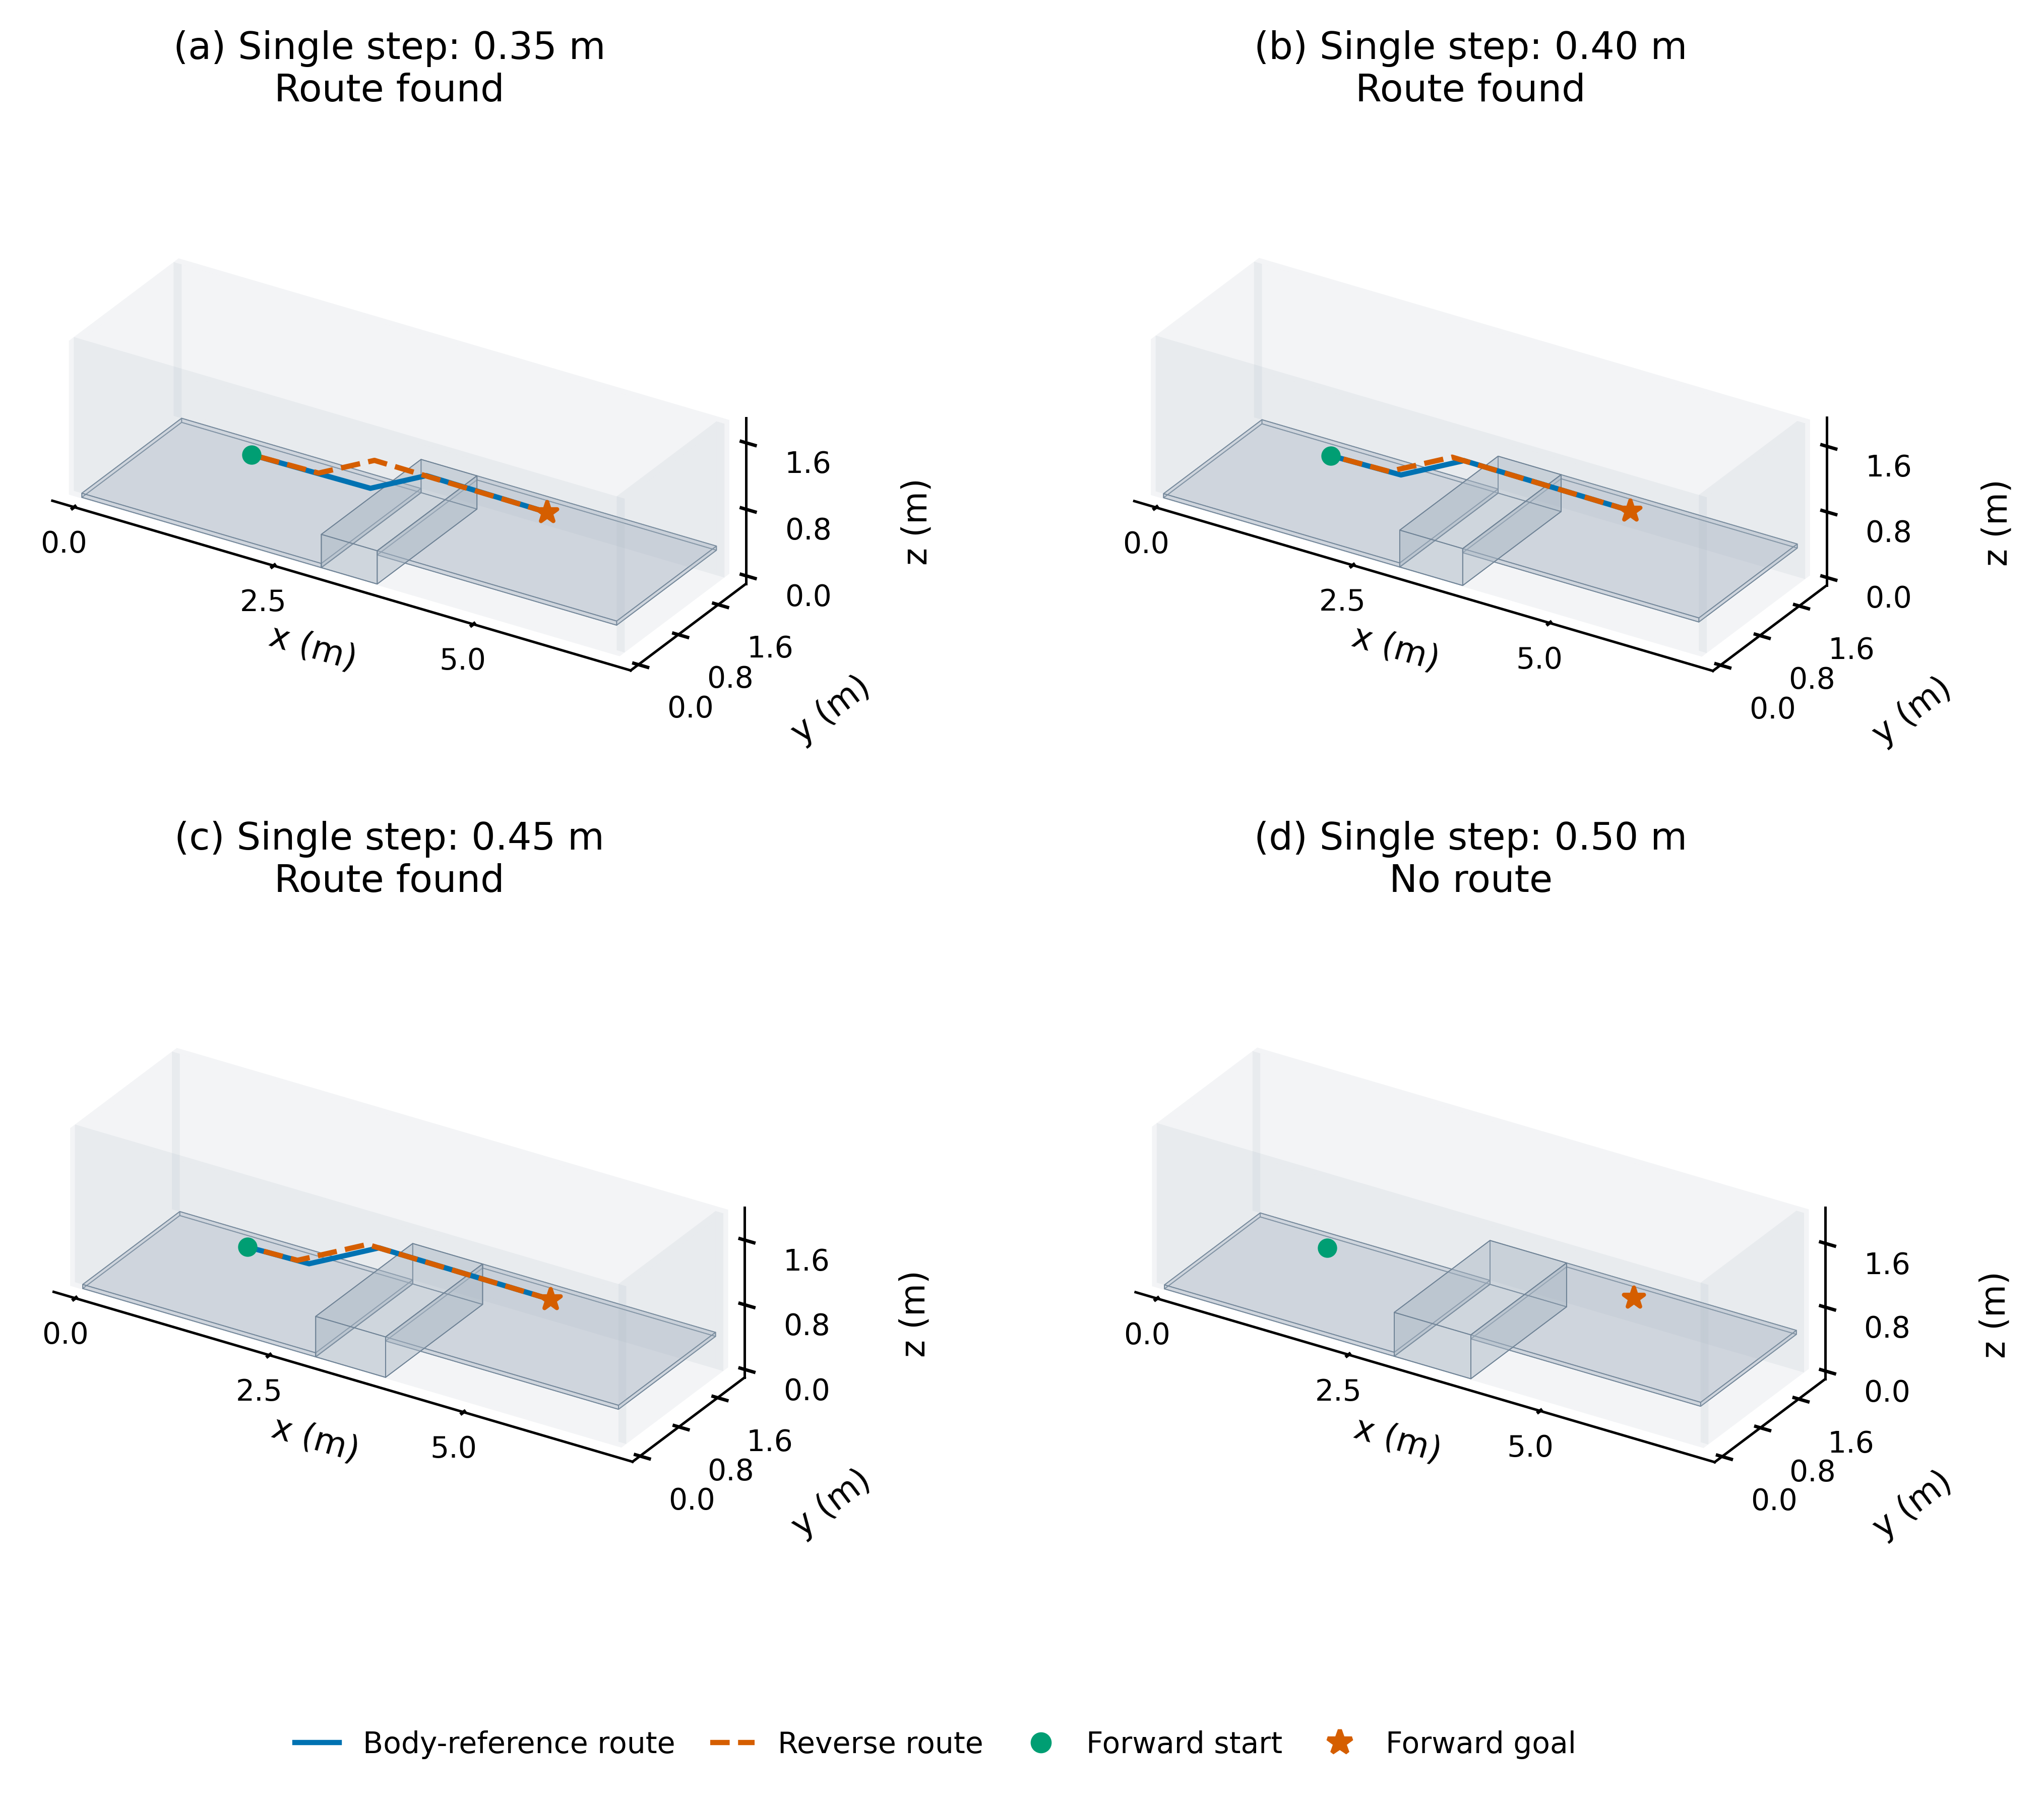 (a) Single step: 0.35 m
Route found
1.6
0.8
0.0
z (m)
0.0
2.5
5.0
x (m)
1.6
0.8
0.0
y (m)
(b) Single step: 0.40 m
Route found
1.6
0.8
0.0
z (m)
0.0
2.5
5.0
x (m)
1.6
0.8
0.0
y (m)
(c) Single step: 0.45 m
Route found
1.6
0.8
0.0
z (m)
0.0
2.5
5.0
x (m)
1.6
0.8
0.0
y (m)
(d) Single step: 0.50 m
No route
1.6
0.8
0.0
z (m)
0.0
2.5
5.0
x (m)
1.6
0.8
0.0
y (m)
Body-reference route
Reverse route
Forward start
Forward goal